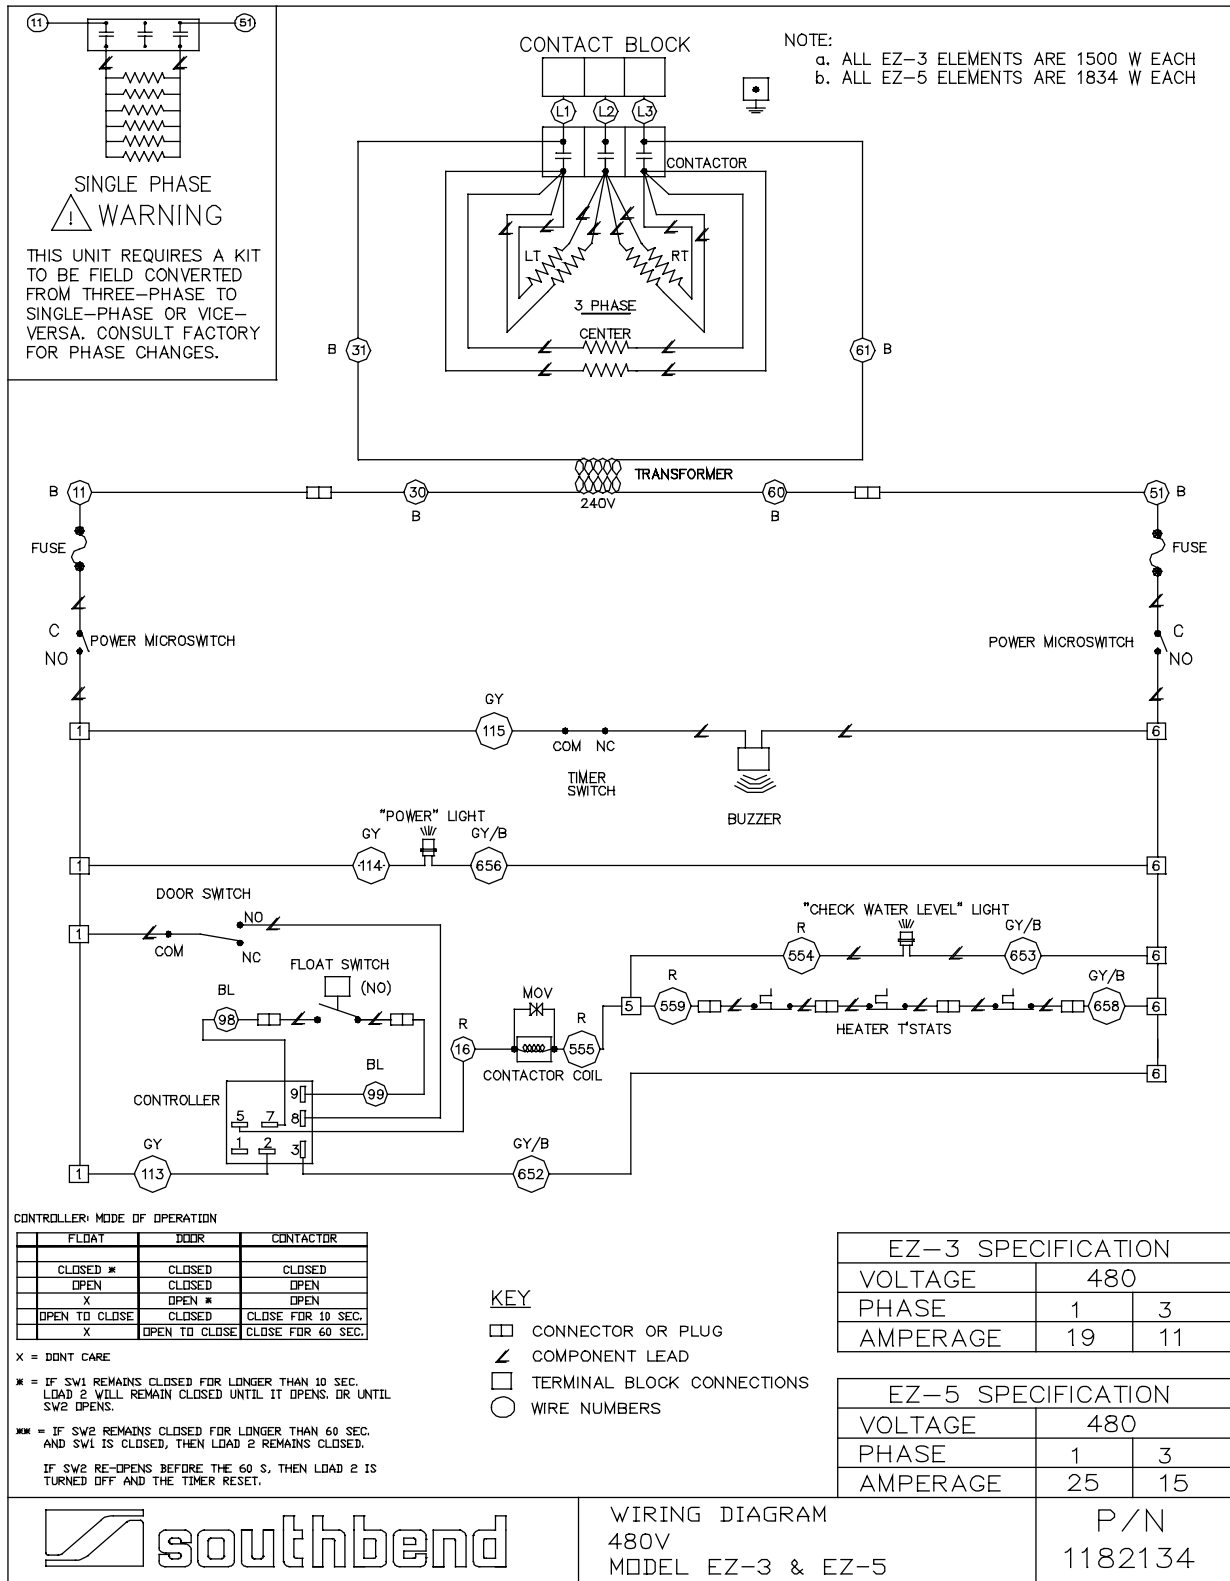 11
51
SINGLE PHASE
! WARNING
THIS UNIT REQUIRES A KIT
TO BE FIELD CONVERTED
FROM THREE-PHASE TO
SINGLE-PHASE OR VICE-
VERSA. CONSULT FACTORY
FOR PHASE CHANGES.
CONTACT BLOCK
NOTE:
a. ALL EZ-3 ELEMENTS ARE 1500 W EACH
b. ALL EZ-5 ELEMENTS ARE 1834 W EACH
L1 L2 L3
CONTACTOR
LT
RT
3 PHASE
CENTER
B 31
61 B
TRANSFORMER
240V
B 11
30
B
60
B
51 B
FUSE
FUSE
C
NO
POWER MICROSWITCH
POWER MICROSWITCH
C
NO
GY
1
115
COM NC
6
TIMER
SWITCH
BUZZER
"POWER" LIGHT
GY
GY/B
1
114
656
6
DOOR SWITCH
1
COM
NO
NC
"CHECK WATER LEVEL" LIGHT
R
GY/B
554
653
6
FLOAT SWITCH
(NO)
BL
98
MOV
R
16
R
555
CONTACTOR COIL
5
R
559
HEATER T'STATS
GY/B
658
6
BL
99
6
CONTROLLER
9
5 7 8
1 2 3
GY
1
113
GY/B
652
CONTROLLER: MODE OF OPERATION
FLOAT DOOR CONTACTOR
CLOSED * CLOSED CLOSED
OPEN CLOSED OPEN
X OPEN * OPEN
OPEN TO CLOSE CLOSED CLOSE FOR 10 SEC.
X OPEN TO CLOSE CLOSE FOR 60 SEC.
X = DONT CARE
* = IF SW1 REMAINS CLOSED FOR LONGER THAN 10 SEC.
LOAD 2 WILL REMAIN CLOSED UNTIL IT OPENS. OR UNTIL
SW2 OPENS.
** = IF SW2 REMAINS CLOSED FOR LONGER THAN 60 SEC.
AND SW1 IS CLOSED, THEN LOAD 2 REMAINS CLOSED.
IF SW2 RE-OPENS BEFORE THE 60 S, THEN LOAD 2 IS
TURNED OFF AND THE TIMER RESET.
KEY
CONNECTOR OR PLUG
COMPONENT LEAD
TERMINAL BLOCK CONNECTIONS
WIRE NUMBERS
EZ-3 SPECIFICATION
VOLTAGE 480
PHASE 1 3
AMPERAGE 19 11
EZ-5 SPECIFICATION
VOLTAGE 480
PHASE 1 3
AMPERAGE 25 15
southbend
WIRING DIAGRAM
480V
MODEL EZ-3 & EZ-5
P/N
1182134